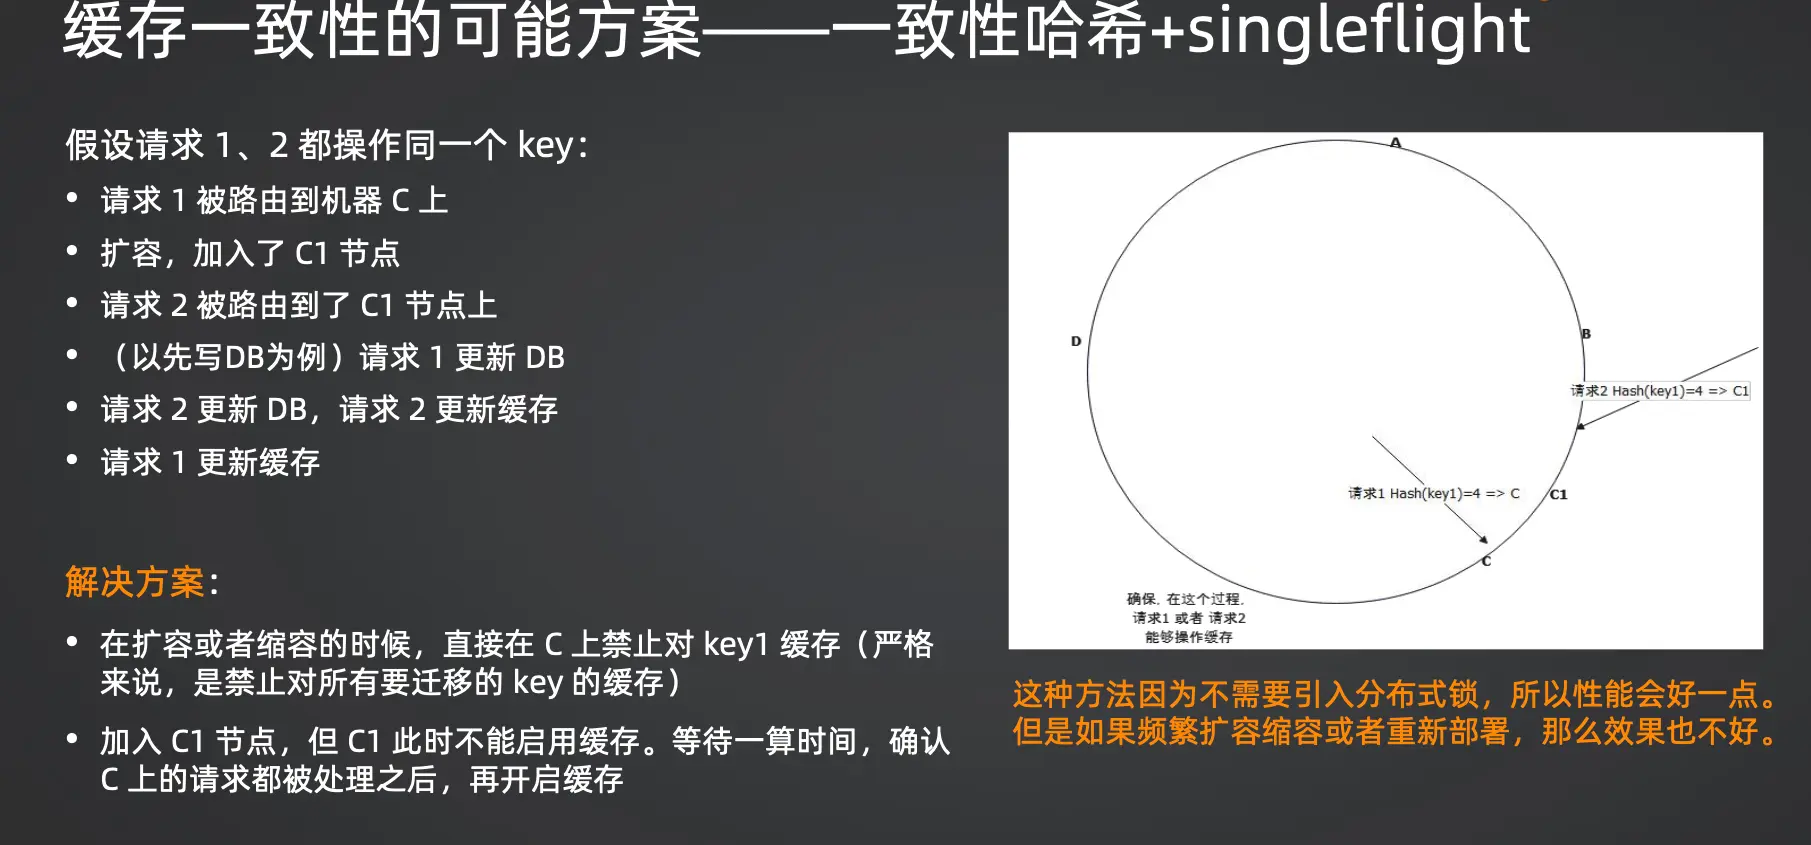 缓存一致性的可能方案——一致性哈希+singleflight
假设请求 1、2 都操作同一个 key：
• 请求 1 被路由到机器 C 上
• 扩容，加入了 C1 节点
• 请求 2 被路由到了 C1 节点上
• （以先写DB为例）请求 1 更新 DB
• 请求 2 更新 DB，请求 2 更新缓存
• 请求 1 更新缓存
解决方案：
• 在扩容或者缩容的时候，直接在 C 上禁止对 key1 缓存（严格
来说，是禁止对所有要迁移的 key 的缓存）
• 加入 C1 节点，但 C1 此时不能启用缓存。等待一算时间，确认
C 上的请求都被处理之后，再开启缓存
A
B
D
请求2 Hash(key1)=4 => C1
请求1 Hash(key1)=4 => C
C1
C
确保, 在这个过程,
请求1 或者 请求2
能够操作缓存
这种方法因为不需要引入分布式锁，所以性能会好一点。
但是如果频繁扩容缩容或者重新部署，那么效果也不好。